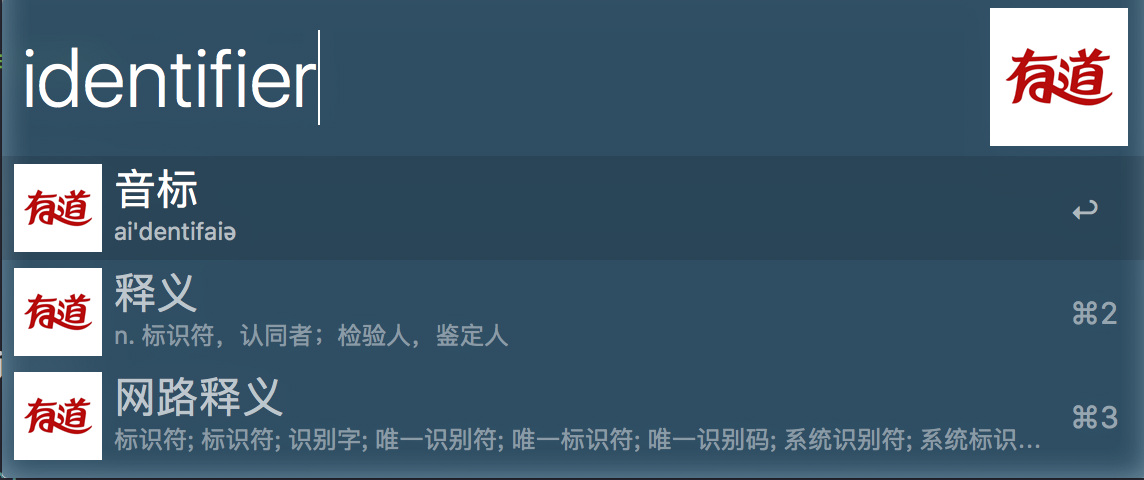 identifier
有道
有道
音标
ai'dentifaiə
有道
释义
n. 标识符，认同者；检验人，鉴定人
⌘2
有道
网路释义
标识符; 标识符; 识别字; 唯一识别符; 唯一标识符; 唯一识别码; 系统识别符; 系统标识...
⌘3